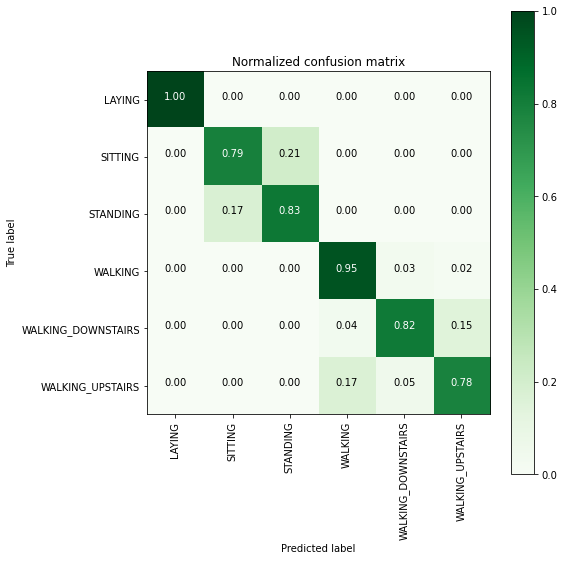 Normalized confusion matrix
True label
LAYING 1.00 0.00 0.00 0.00 0.00 0.00
SITTING 0.00 0.79 0.21 0.00 0.00 0.00
STANDING 0.00 0.17 0.83 0.00 0.00 0.00
WALKING 0.00 0.00 0.00 0.95 0.03 0.02
WALKING_DOWNSTAIRS 0.00 0.00 0.00 0.04 0.82 0.15
WALKING_UPSTAIRS 0.00 0.00 0.00 0.17 0.05 0.78
LAYING
SITTING
STANDING
WALKING
WALKING_DOWNSTAIRS
WALKING_UPSTAIRS
Predicted label
1.0
0.8
0.6
0.4
0.2
0.0